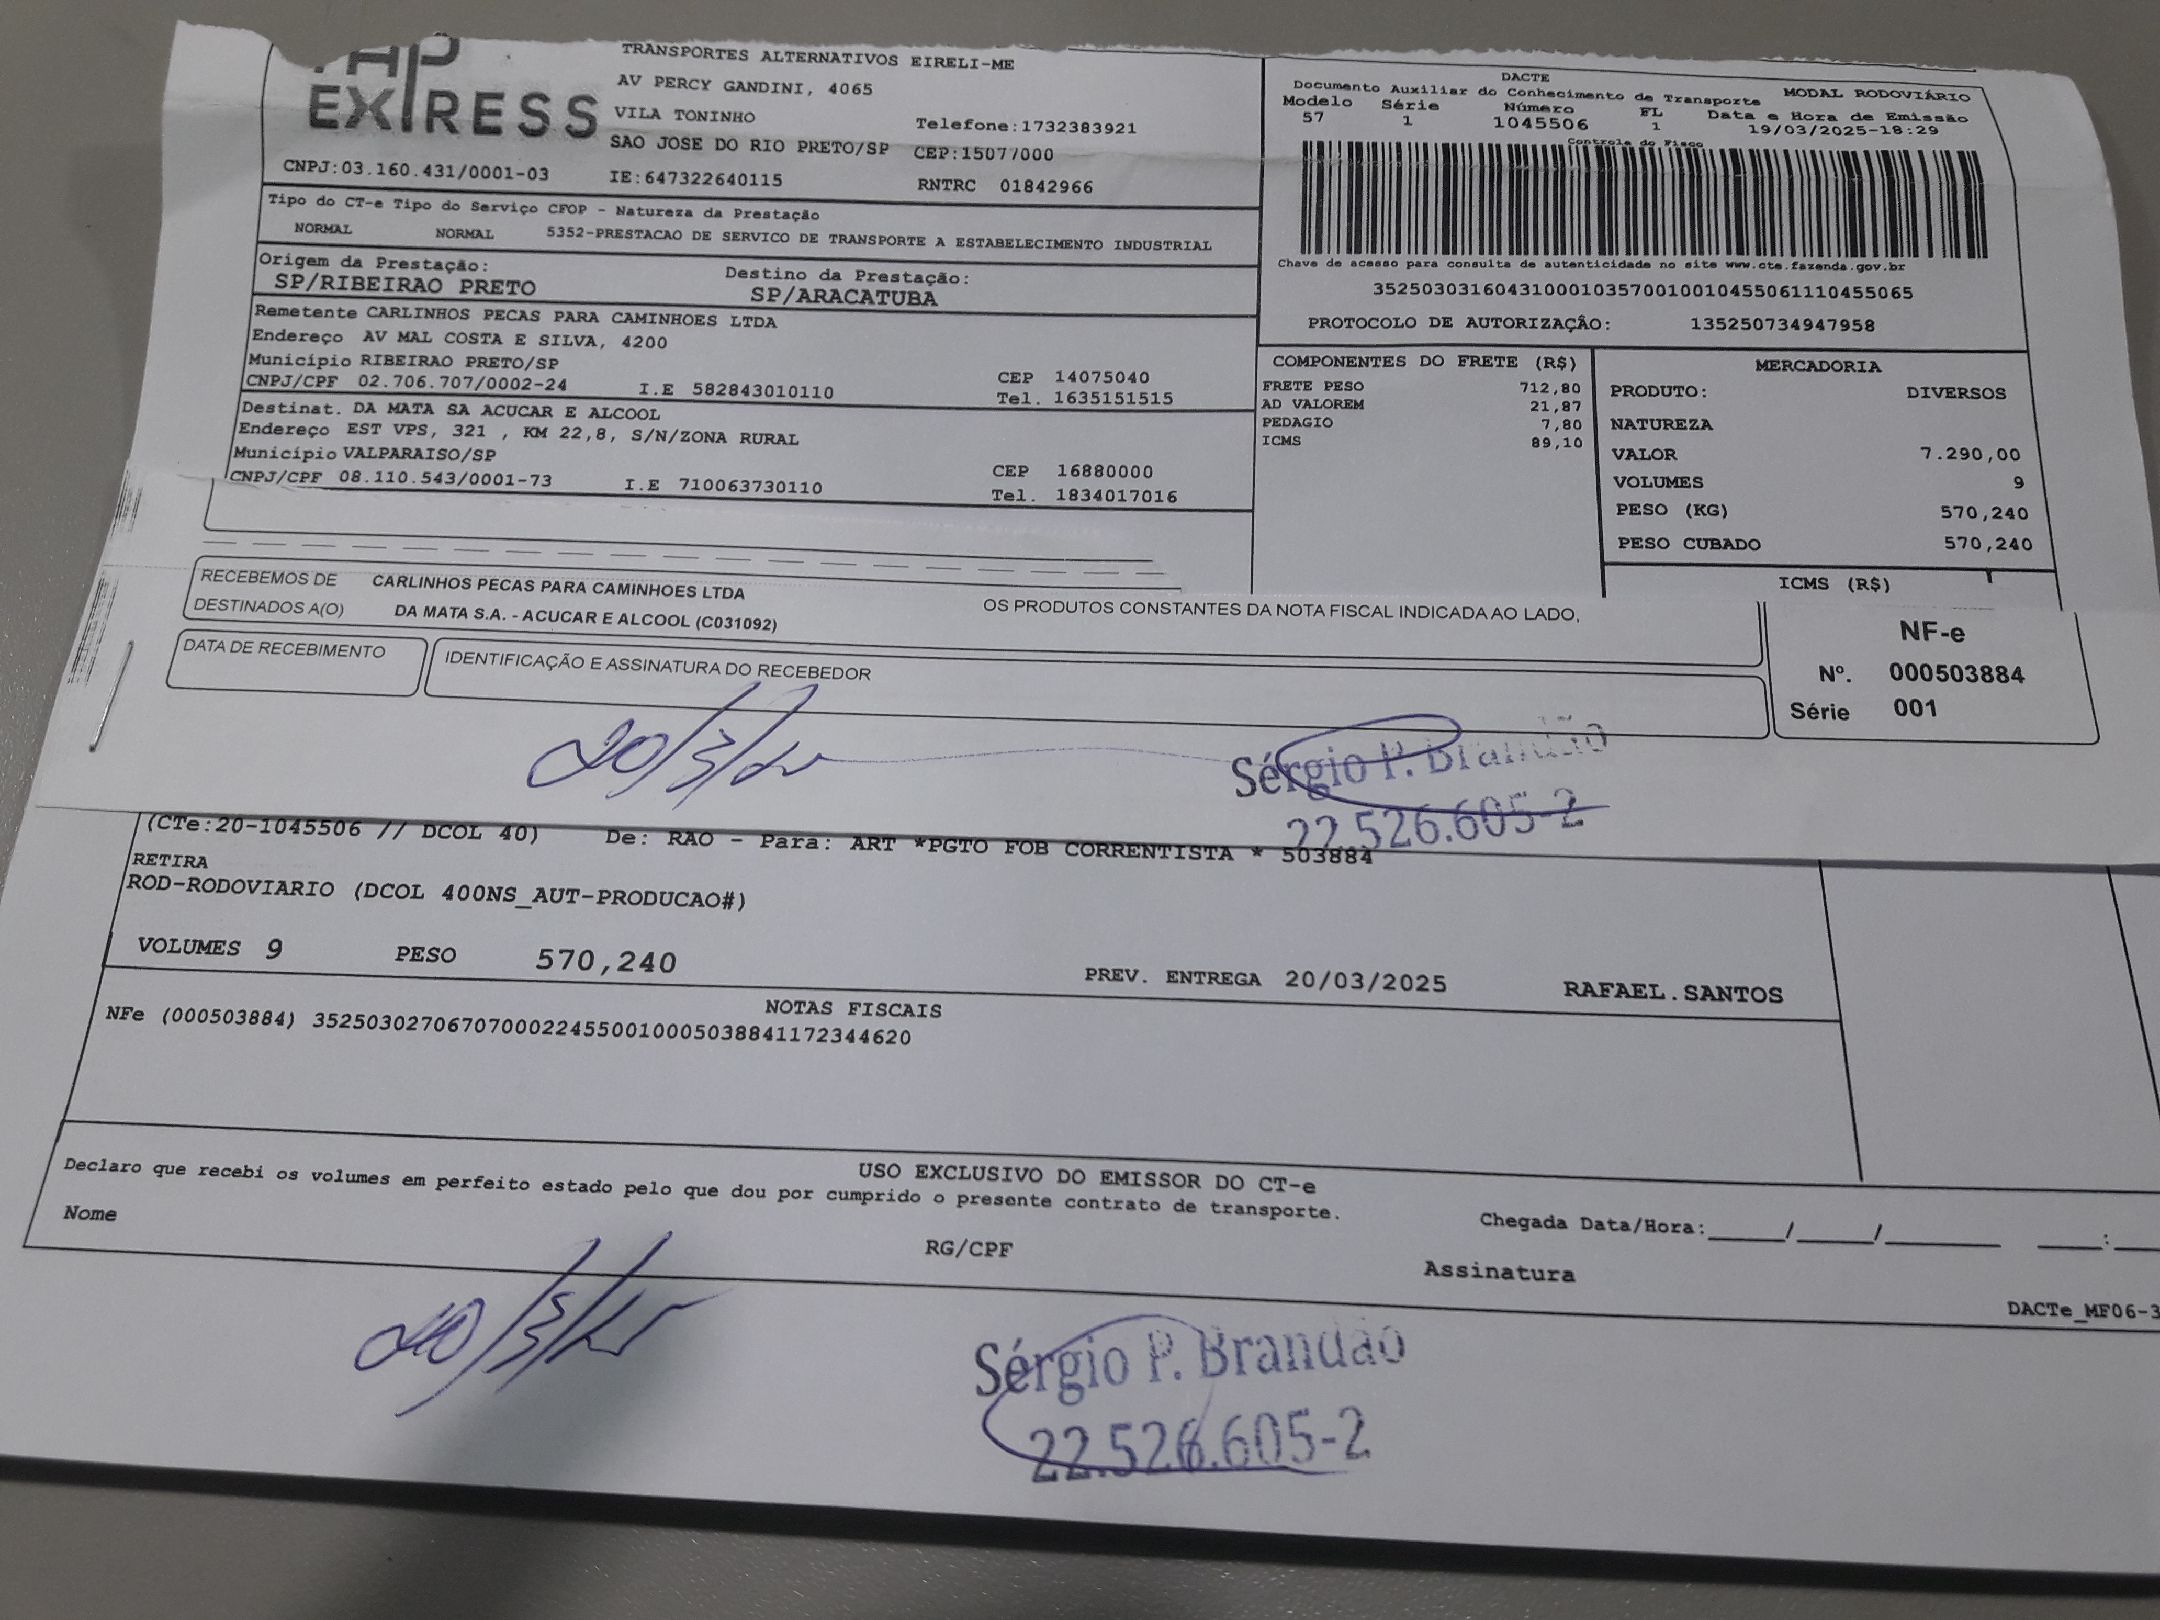 EXPRESS
TRANSPORTES ALTERNATIVOS EIRELI-ME
AV PERCY GANDINI, 4065
VILA TONINHO
Telefone:1732383921
SAO JOSE DO RIO PRETO/SP CEP:15077000
CNPJ:03.160.431/0001-03 IE:647322640115 RNTRC 01842966
Tipo do CT-e Tipo do Serviço CFOP - Natureza da Prestação
NORMAL NORMAL 5352-PRESTACAO DE SERVICO DE TRANSPORTE A ESTABELECIMENTO INDUSTRIAL
Origem da Prestação: Destino da Prestação:
SP/RIBEIRAO PRETO SP/ARACATUBA
Remetente CARLINHOS PECAS PARA CAMINHOES LTDA
Endereço AV MAL COSTA E SILVA, 4200
Município RIBEIRAO PRETO/SP CEP 14075040
CNPJ/CPF 02.706.707/0002-24 I.E 582843010110 Tel. 1635151515
Destinat. DA MATA SA ACUCAR E ALCOOL
Endereço EST VPS, 321 , KM 22,8, S/N/ZONA RURAL
Município VALPARAISO/SP CEP 16880000
CNPJ/CPF 08.110.543/0001-73 I.E 710063730110 Tel. 1834017016
DACTE
Documento Auxiliar do Conhecimento de Transporte MODAL RODOVIÁRIO
Modelo Série Número FL Data e Hora de Emissão
57 1 1045506 1 19/03/2025-18:29
Controle do Fisco
Chave de acesso para consulta de autenticidade no site www.cte.fazenda.gov.br
35250303160431000103570010010455061110455065
PROTOCOLO DE AUTORIZAÇÃO: 135250734947958
COMPONENTES DO FRETE (R$)
FRETE PESO 712,80
AD VALOREM 21,87
PEDAGIO 7,80
ICMS 89,10
MERCADORIA
PRODUTO: DIVERSOS
NATUREZA
VALOR 7.290,00
VOLUMES 9
PESO (KG) 570,240
PESO CUBADO 570,240
ICMS (R$)
RECEBEMOS DE CARLINHOS PECAS PARA CAMINHOES LTDA
OS PRODUTOS CONSTANTES DA NOTA FISCAL INDICADA AO LADO,
DESTINADOS A(O) DA MATA S.A. - ACUCAR E ALCOOL (C031092)
DATA DE RECEBIMENTO IDENTIFICAÇÃO E ASSINATURA DO RECEBEDOR
NF-e
Nº. 000503884
Série 001
20/3/25
Sérgio P. Brandão
22.526.605-2
(CTe:20-1045506 // DCOL 40) De: RAO - Para: ART *PGTO FOB CORRENTISTA * 503884
RETIRA
ROD-RODOVIARIO (DCOL 400NS_AUT-PRODUCAO#)
VOLUMES 9 PESO 570,240 PREV. ENTREGA 20/03/2025 RAFAEL.SANTOS
NOTAS FISCAIS
NFe (000503884) 35250302706707000224550010005038841172344620
USO EXCLUSIVO DO EMISSOR DO CT-e
Declaro que recebi os volumes em perfeito estado pelo que dou por cumprido o presente contrato de transporte.
Nome RG/CPF Assinatura Chegada Data/Hora:_____/_____/_______ ____:___
DACTe_MF06-3
20/3/25
Sérgio P. Brandão
22.526.605-2